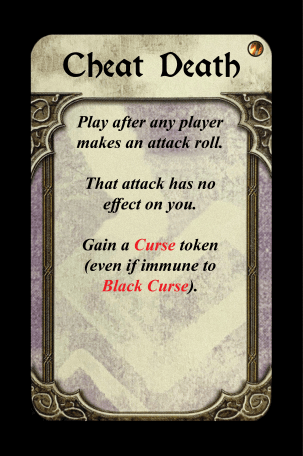 Cheat Death
Play after any player
makes an attack roll.
That attack has no
effect on you.
Gain a Curse token
(even if immune to
Black Curse).